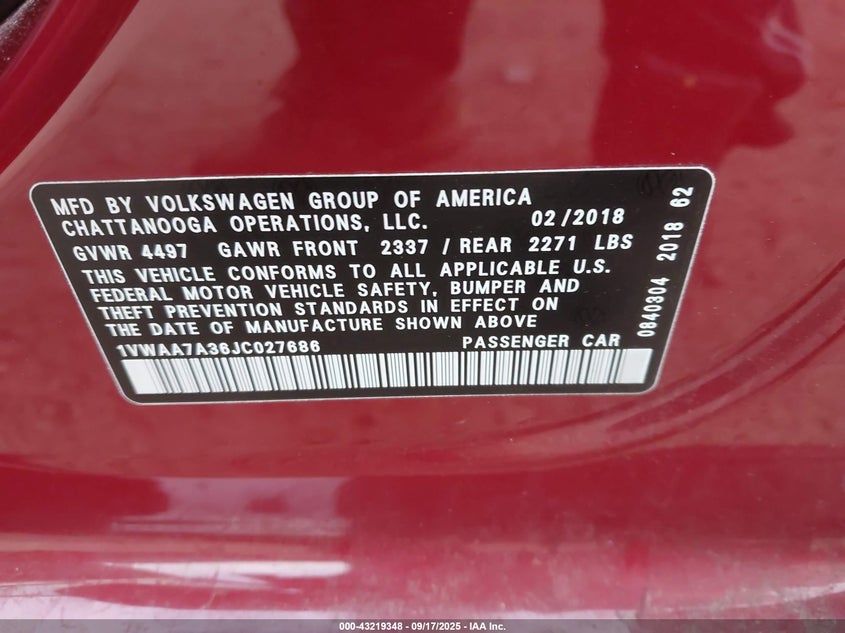 MFD BY VOLKSWAGEN GROUP OF AMERICA
CHATTANOOGA OPERATIONS, LLC. 02/2018
GVWR 4497 GAWR FRONT 2337 / REAR 2271 LBS
THIS VEHICLE CONFORMS TO ALL APPLICABLE U.S.
FEDERAL MOTOR VEHICLE SAFETY, BUMPER AND
THEFT PREVENTION STANDARDS IN EFFECT ON
THE DATE OF MANUFACTURE SHOWN ABOVE
1VWAA7A36JC027686 PASSENGER CAR
0840304 2018 62
000-43219348 - 09/17/2025 - IAA Inc.